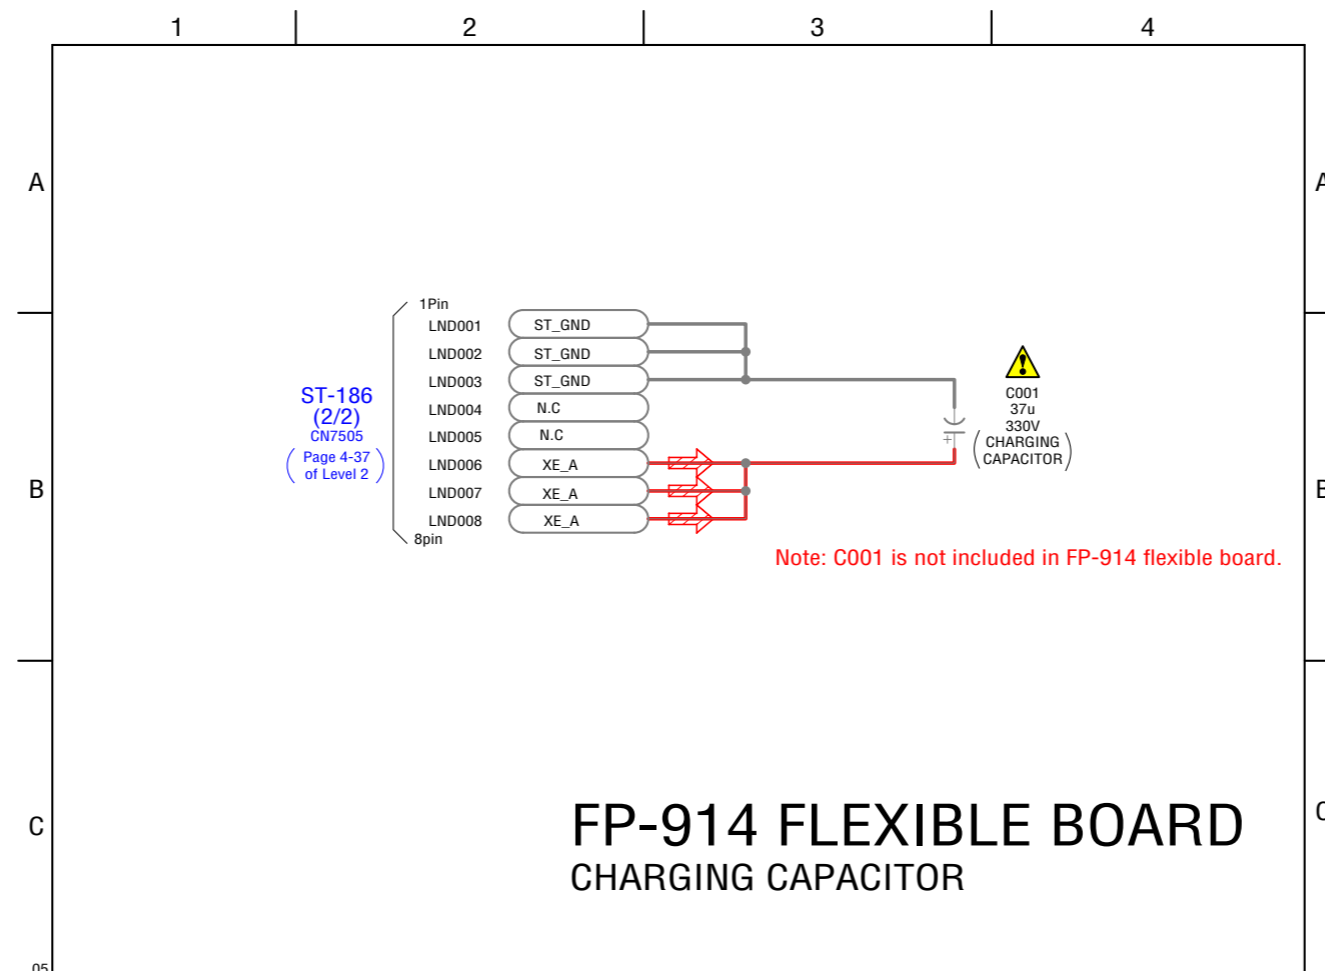 1 2 3 4
A A
1Pin
LND001 ST_GND
LND002 ST_GND
LND003 ST_GND
LND004 N.C
LND005 N.C
LND006 XE_A
LND007 XE_A
LND008 XE_A
8pin
ST-186
(2/2)
CN7505
(Page 4-37
of Level 2)
C001
37u
330V
(CHARGING
CAPACITOR)
+
B B
Note: C001 is not included in FP-914 flexible board.
C C
FP-914 FLEXIBLE BOARD
CHARGING CAPACITOR
05